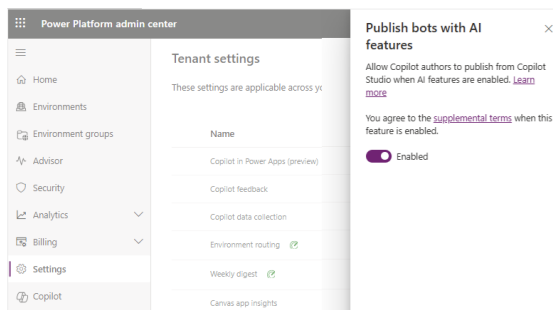 Power Platform admin center
Home
Environments
Environment groups
Advisor
Security
Analytics
Billing
Settings
Copilot
Tenant settings
These settings are applicable across yo
Name
Copilot in Power Apps (preview)
Copilot feedback
Copilot data collection
Environment routing
Weekly digest
Canvas app insights
Publish bots with AI
features
Allow Copilot authors to publish from Copilot
Studio when AI features are enabled. Learn
more
You agree to the supplemental terms when this
feature is enabled.
Enabled